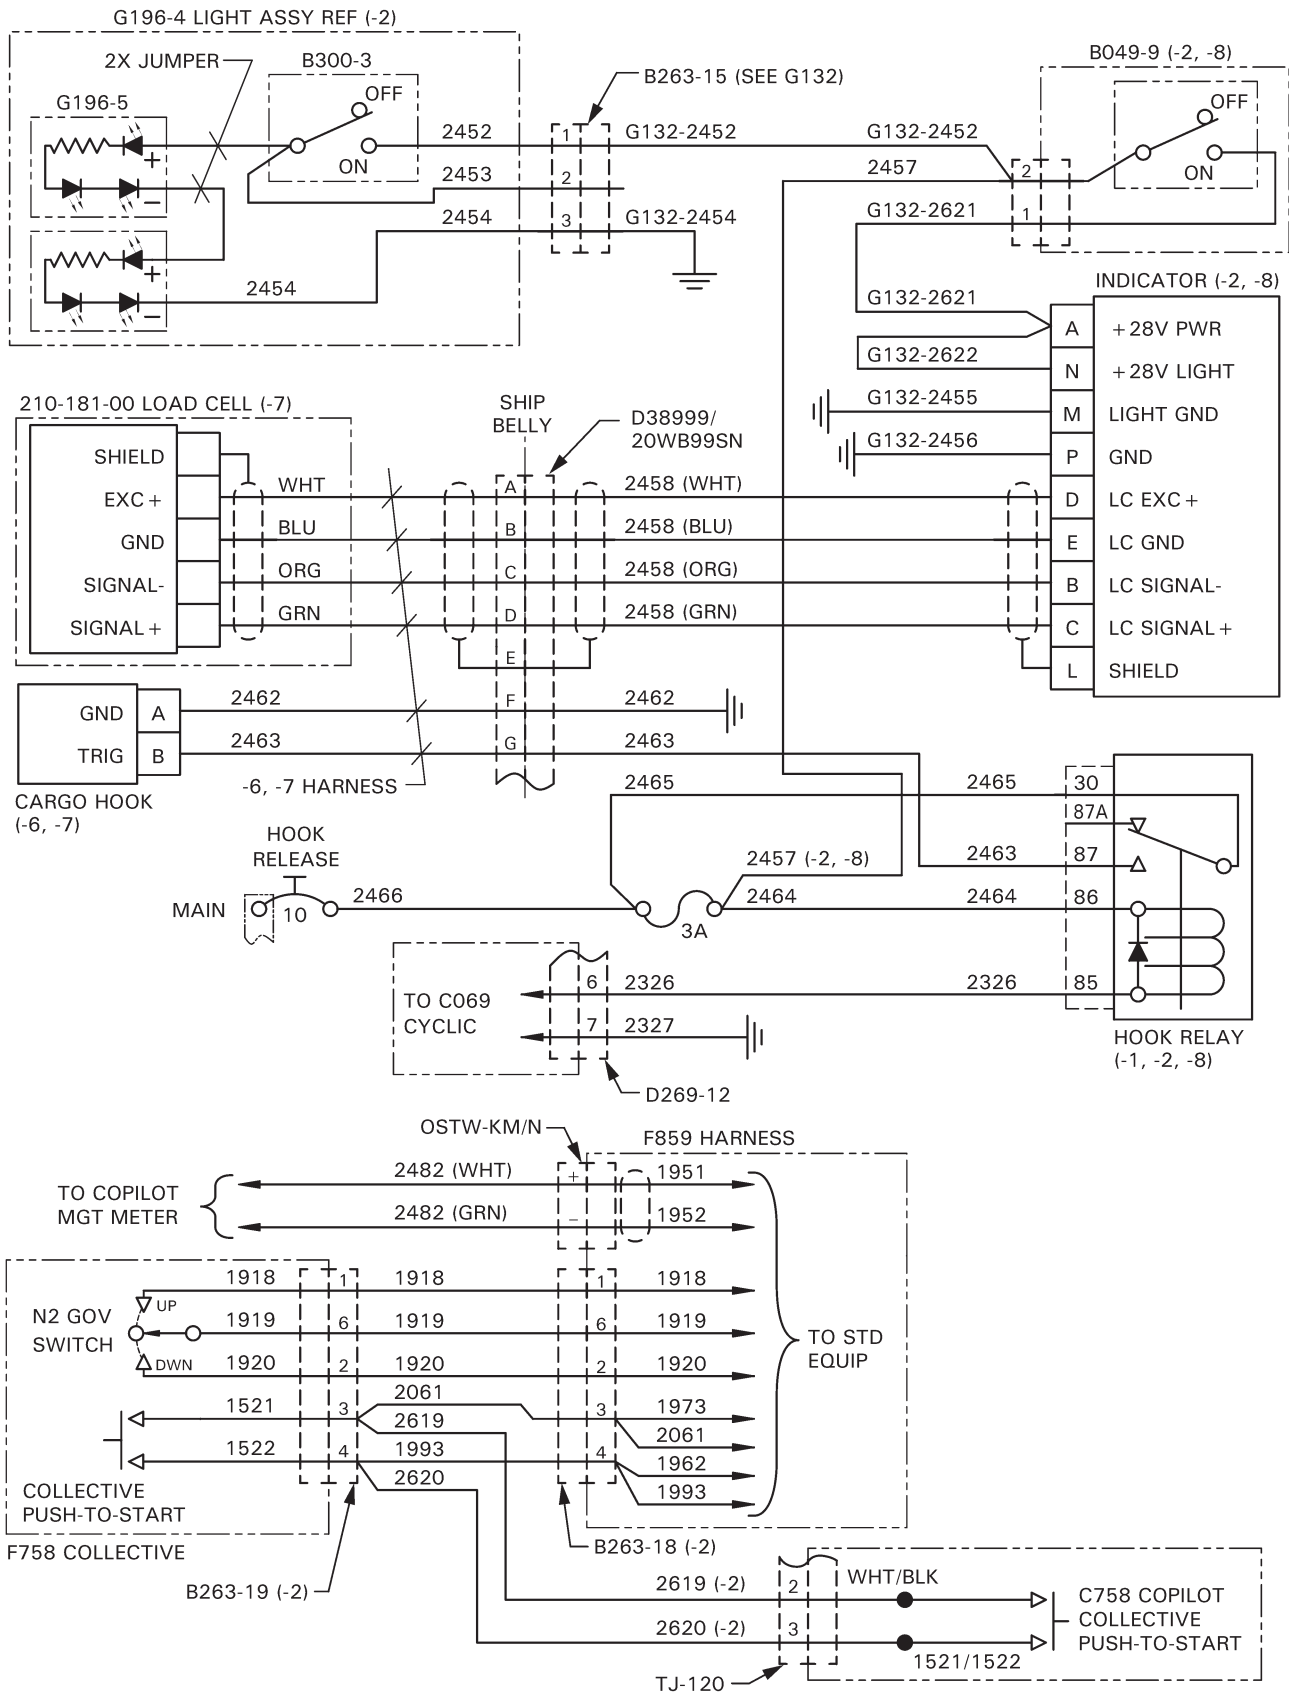 G196-4 LIGHT ASSY REF (-2)
2X JUMPER
B300-3
G196-5
OFF
ON
+
−
+
−
2452
2453
2454
2454
1
2
3
B263-15 (SEE G132)
G132-2452
G132-2454
G132-2452
2457
G132-2621
B049-9 (-2, -8)
OFF
ON
2
1
INDICATOR (-2, -8)
G132-2621
A +28V PWR
G132-2622
N +28V LIGHT
G132-2455
M LIGHT GND
G132-2456
P GND
D LC EXC+
E LC GND
B LC SIGNAL-
C LC SIGNAL+
L SHIELD
210-181-00 LOAD CELL (-7)
SHIELD
EXC+
GND
SIGNAL-
SIGNAL+
WHT
BLU
ORG
GRN
SHIP
BELLY
D38999/
20WB99SN
A
B
C
D
E
F
G
2458 (WHT)
2458 (BLU)
2458 (ORG)
2458 (GRN)
GND A
TRIG B
CARGO HOOK
(-6, -7)
2462
2463
2462
2463
-6, -7 HARNESS
2465
2465
30
87A
2463
87
2464
86
2326
85
HOOK RELAY
(-1, -2, -8)
HOOK
RELEASE
MAIN
10
2466
3A
2457 (-2, -8)
2464
TO C069
CYCLIC
6
7
2326
2327
D269-12
OSTW-KM/N
F859 HARNESS
TO COPILOT
MGT METER
2482 (WHT)
2482 (GRN)
+
−
1951
1952
N2 GOV
SWITCH
UP
DWN
1918
1919
1920
1521
1522
1
6
2
3
4
1918
1919
1920
2061
2619
1993
2620
1
6
2
3
4
1918
1919
1920
1973
2061
1962
1993
TO STD
EQUIP
COLLECTIVE
PUSH-TO-START
F758 COLLECTIVE
B263-19 (-2)
B263-18 (-2)
2619 (-2)
2620 (-2)
2
3
WHT/BLK
1521/1522
C758 COPILOT
COLLECTIVE
PUSH-TO-START
TJ-120